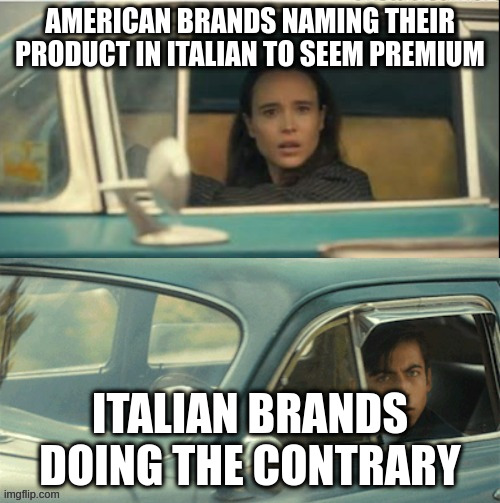 AMERICAN BRANDS NAMING THEIR
PRODUCT IN ITALIAN TO SEEM PREMIUM
ITALIAN BRANDS
DOING THE CONTRARY
imgflip.com